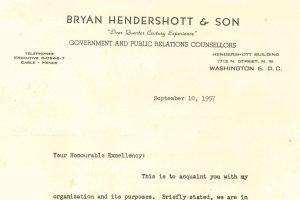 BRYAN HENDERSHOTT & SON
"Over Quarter Century Experience"
GOVERNMENT AND PUBLIC RELATIONS COUNSELLORS
TELEPHONES
EXECUTIVE 3-0946-7
CABLE - HENDR
HENDERSHOTT BUILDING
1713 N. STREET, N. W.
WASHINGTON 6, D. C.
September 10, 1957
Your Honourable Excellency:
This is to acquaint you with my
organization and its purposes. Briefly stated, we are in